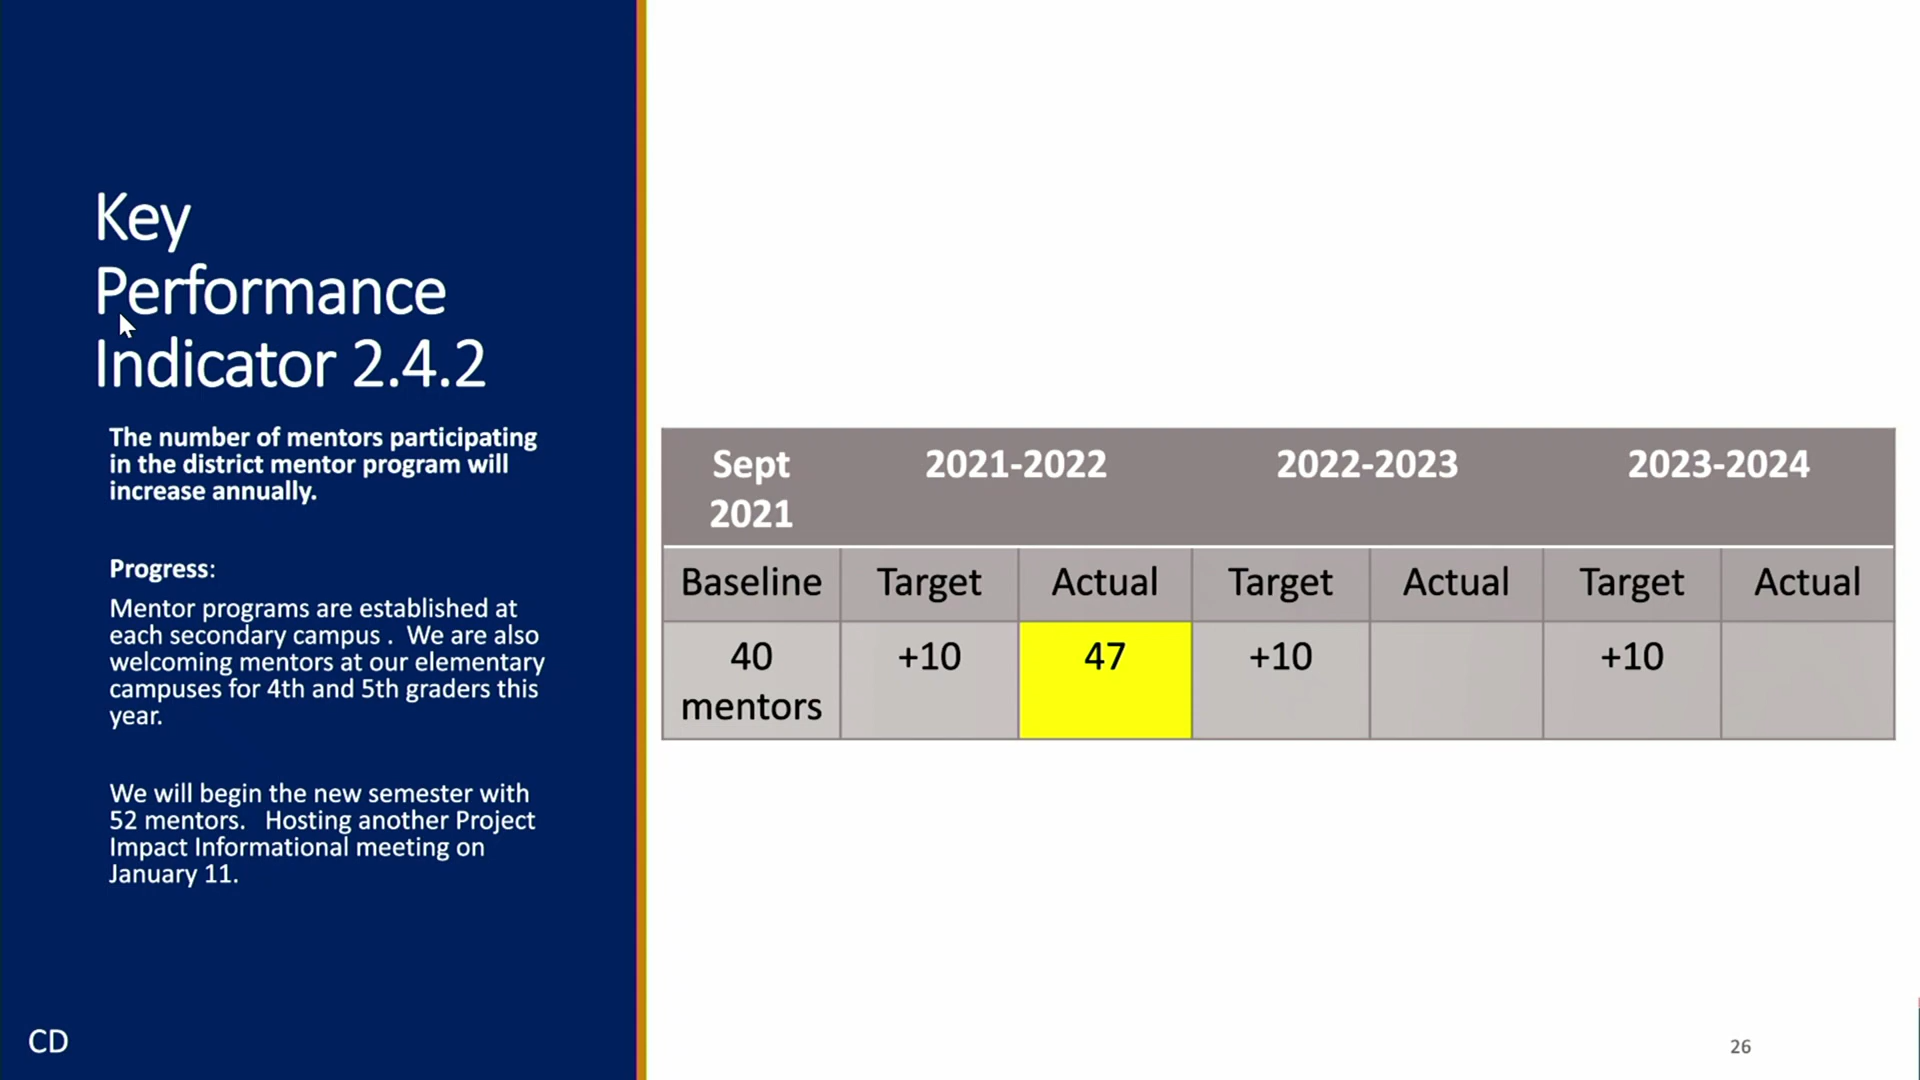 Key
Performance
Indicator 2.4.2
The number of mentors participating
in the district mentor program will
increase annually.
Progress:
Mentor programs are established at
each secondary campus .  We are also
welcoming mentors at our elementary
campuses for 4th and 5th graders this
year.
We will begin the new semester with
52 mentors.   Hosting another Project
Impact Informational meeting on
January 11.
CD
Sept 2021-2022 2022-2023 2023-2024
2021
Baseline Target Actual Target Actual Target Actual
40 +10 47 +10 +10
mentors
26